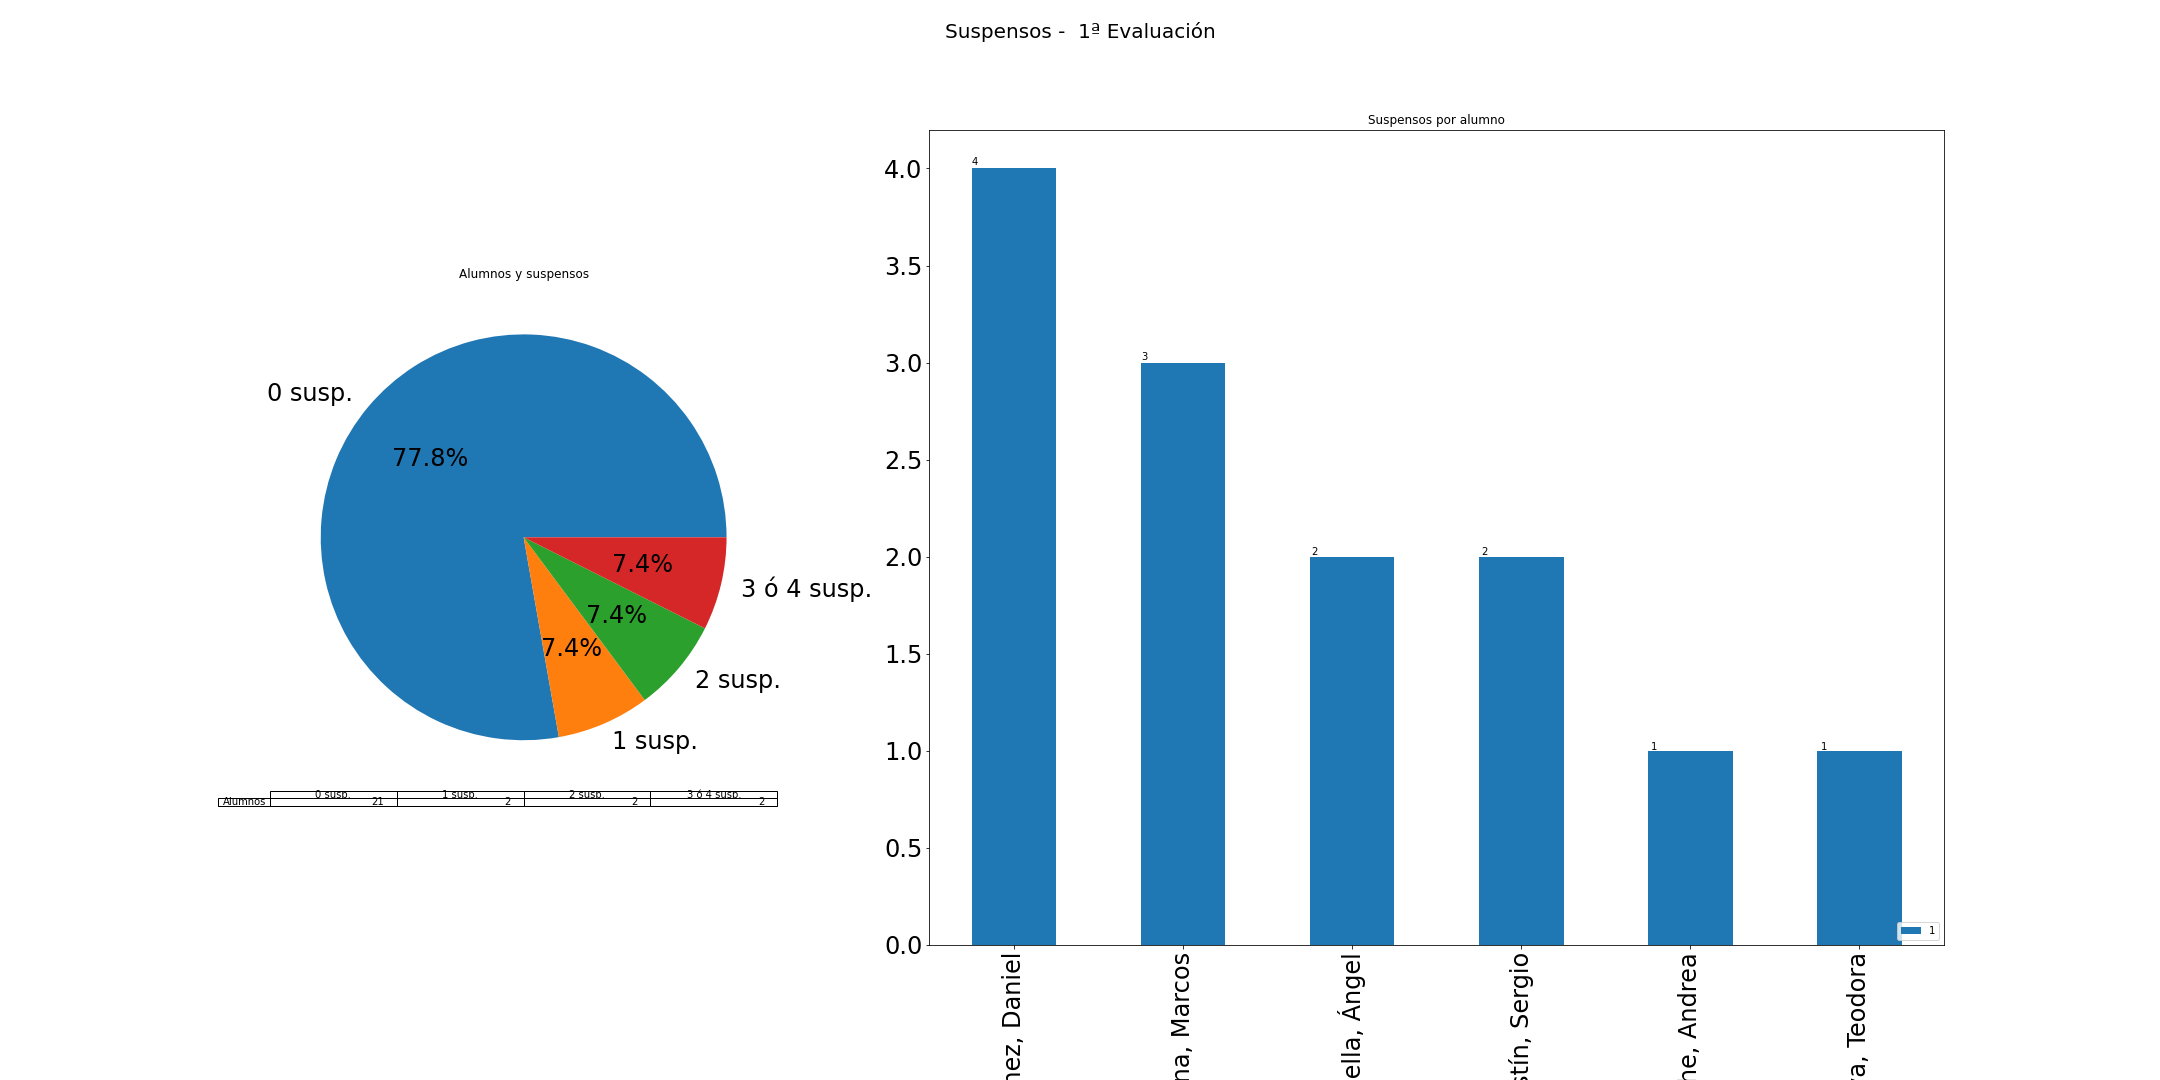 Suspensos -  1ª Evaluación
Alumnos y suspensos
0 susp.
77.8%
7.4%
3 ó 4 susp.
7.4%
2 susp.
7.4%
1 susp.
0 susp. 1 susp. 2 susp. 3 ó 4 susp.
Alumnos 21 2 2 2
Suspensos por alumno
4.0
3.5
3.0
2.5
2.0
1.5
1.0
0.5
0.0
4
3
2
2
1
1
1
nez, Daniel
na, Marcos
ella, Ángel
stín, Sergio
he, Andrea
va, Teodora